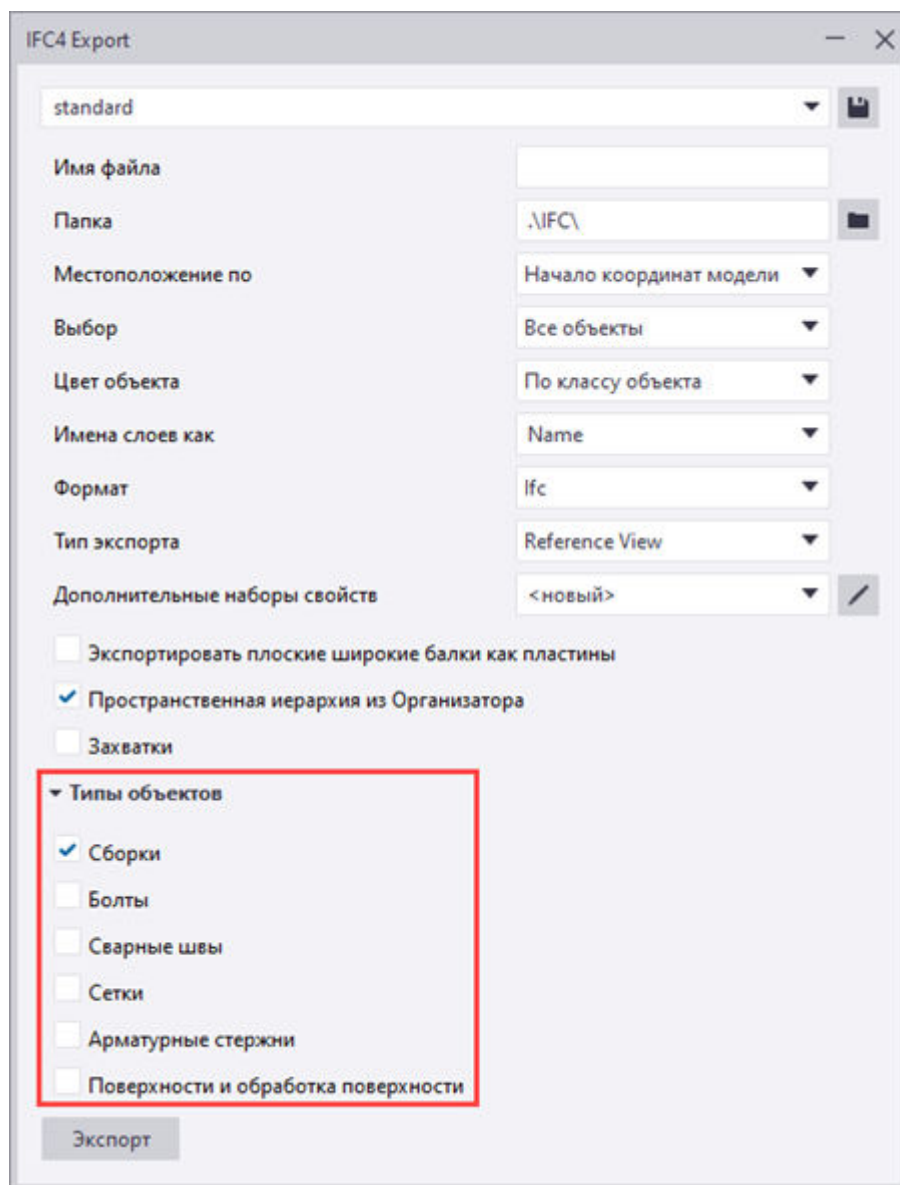 IFC4 Export
standard
Имя файла
Папка .\IFC\
Местоположение по Начало координат модели
Выбор Все объекты
Цвет объекта По классу объекта
Имена слоев как Name
Формат Ifc
Тип экспорта Reference View
Дополнительные наборы свойств <новый>
Экспортировать плоские широкие балки как пластины
Пространственная иерархия из Организатора
Захватки
Типы объектов
Сборки
Болты
Сварные швы
Сетки
Арматурные стержни
Поверхности и обработка поверхности
Экспорт